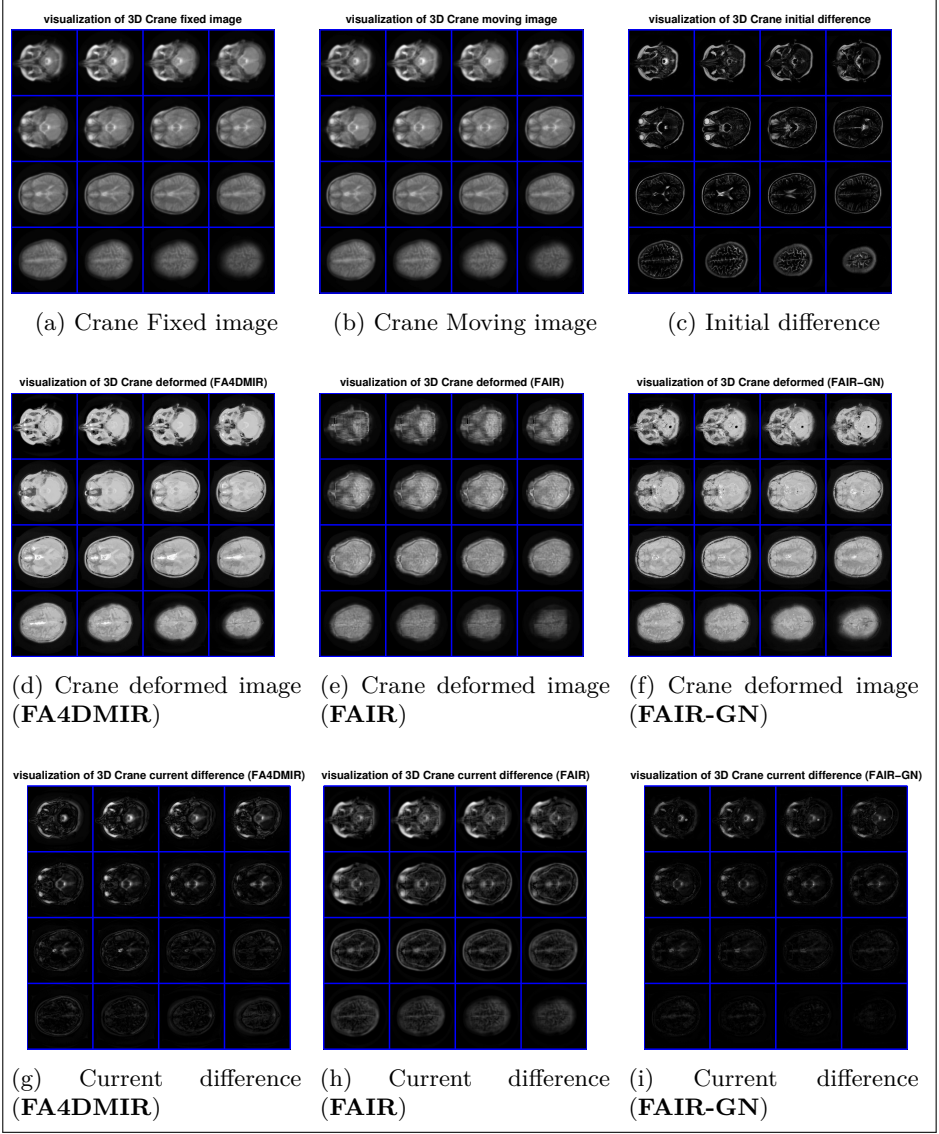 visualization of 3D Crane fixed image
visualization of 3D Crane moving image
visualization of 3D Crane initial difference
(a) Crane Fixed image
(b) Crane Moving image
(c) Initial difference
visualization of 3D Crane deformed (FA4DMIR)
visualization of 3D Crane deformed (FAIR)
visualization of 3D Crane deformed (FAIR−GN)
(d) Crane deformed image
(FA4DMIR)
(e) Crane deformed image
(FAIR)
(f) Crane deformed image
(FAIR-GN)
visualization of 3D Crane current difference (FA4DMIR)
visualization of 3D Crane current difference (FAIR)
visualization of 3D Crane current difference (FAIR−GN)
(g) Current difference
(FA4DMIR)
(h) Current difference
(FAIR)
(i) Current difference
(FAIR-GN)